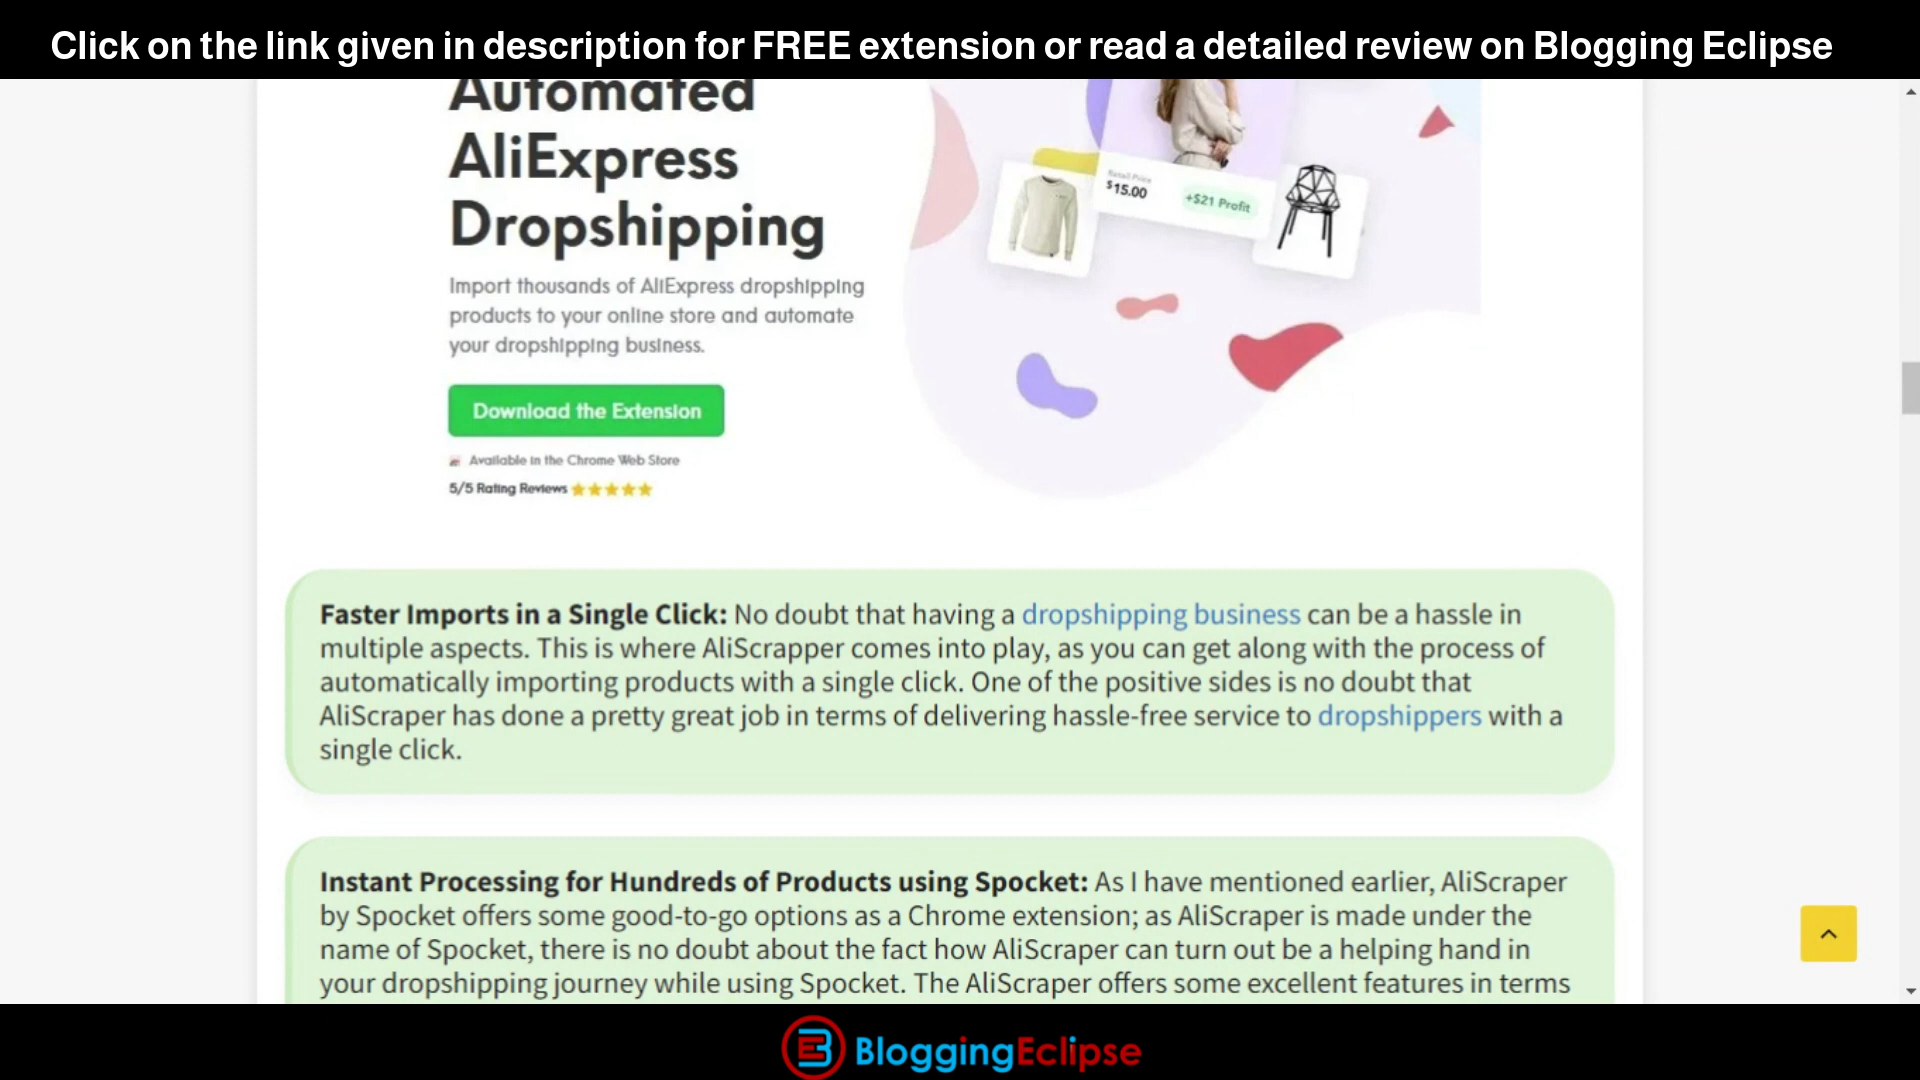 Click on the link given in description for FREE extension or read a detailed review on Blogging Eclipse
Automated
AliExpress
Dropshipping
Import thousands of AliExpress dropshipping
products to your online store and automate
your dropshipping business.
Download the Extension
Available in the Chrome Web Store
5/5 Rating Reviews
Retail Price
$15.00
+$21 Profit
Faster Imports in a Single Click: No doubt that having a dropshipping business can be a hassle in
multiple aspects. This is where AliScrapper comes into play, as you can get along with the process of
automatically importing products with a single click. One of the positive sides is no doubt that
AliScraper has done a pretty great job in terms of delivering hassle-free service to dropshippers with a
single click.
Instant Processing for Hundreds of Products using Spocket: As I have mentioned earlier, AliScraper
by Spocket offers some good-to-go options as a Chrome extension; as AliScraper is made under the
name of Spocket, there is no doubt about the fact how AliScraper can turn out be a helping hand in
your dropshipping journey while using Spocket. The AliScraper offers some excellent features in terms
BloggingEclipse